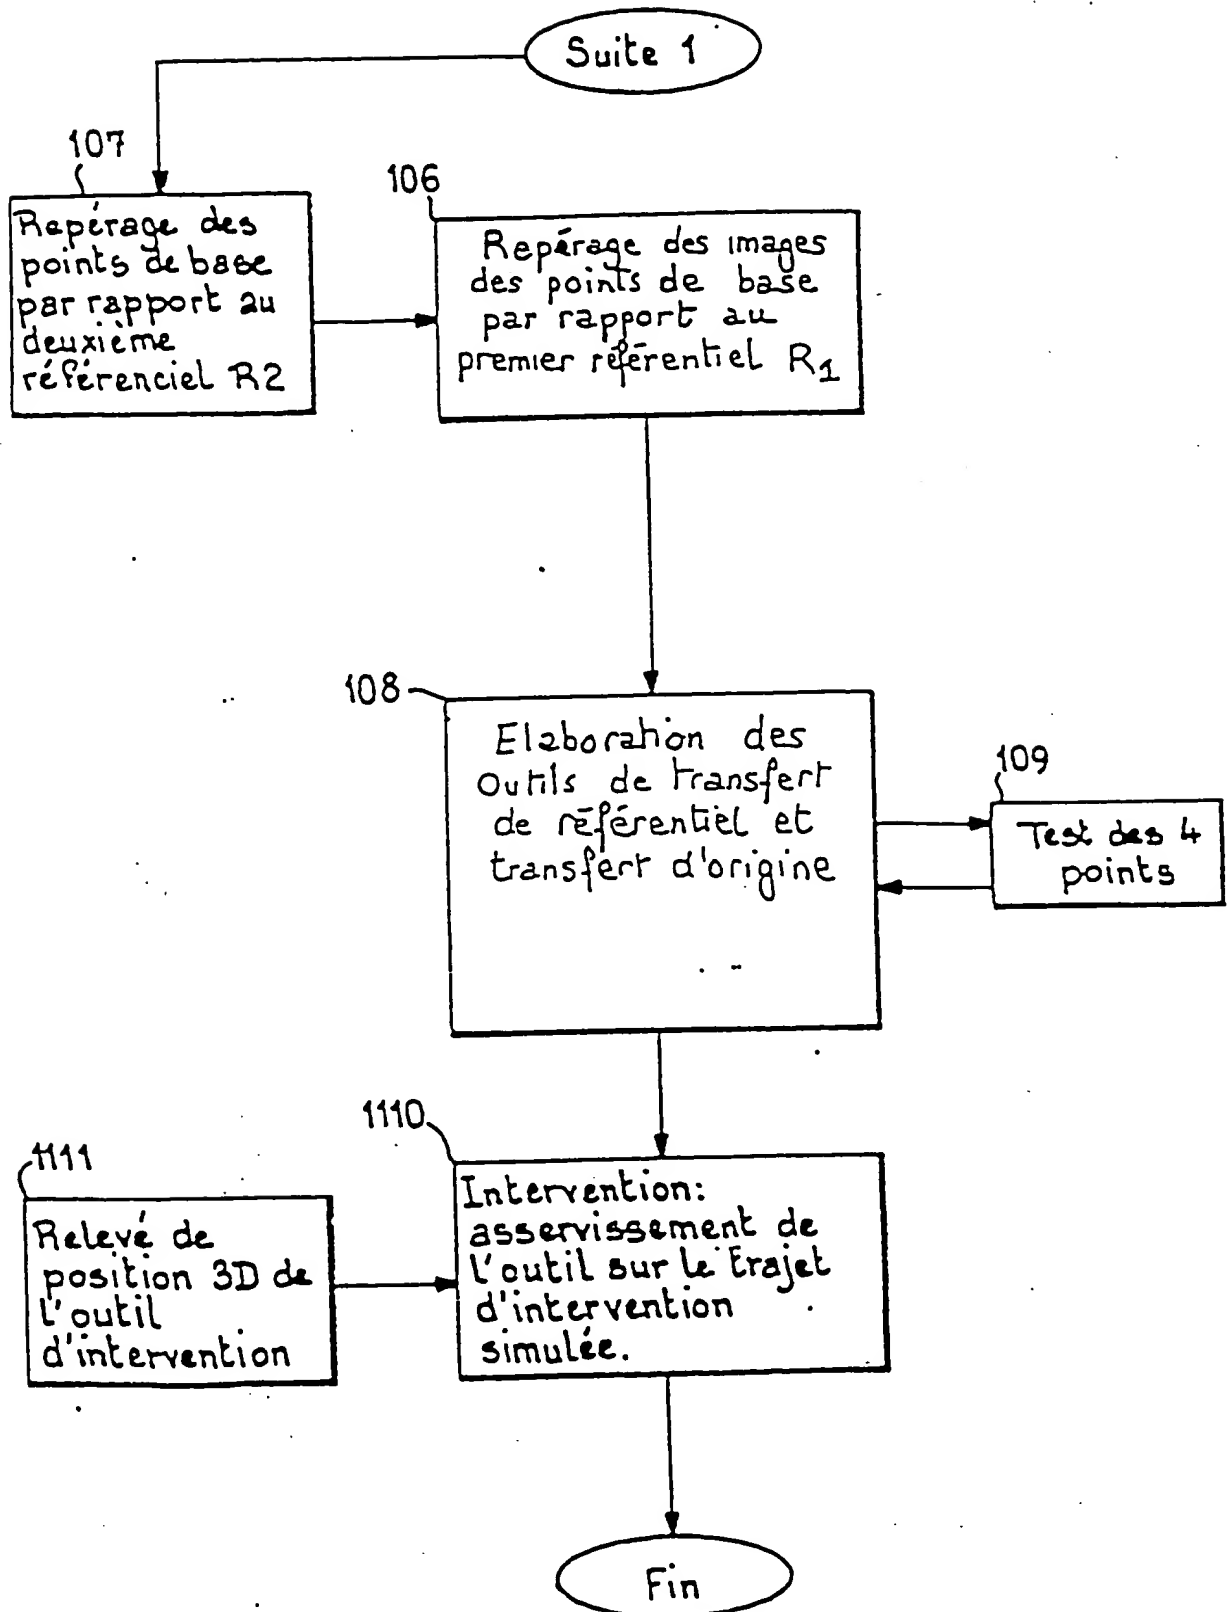 Suite 1
107
Repérage des
points de base
par rapport au
deuxième
référenciel R2
106
Repérage des images
des points de base
par rapport au
premier référentiel R1
108
Elaboration des
Outils de transfert
de référentiel et
transfert d'origine
109
Test des 4
points
1111
Relevé de
position 3D de
l'outil
d'intervention
1110
Intervention:
asservissement de
l'outil sur le trajet
d'intervention
simulée.
Fin